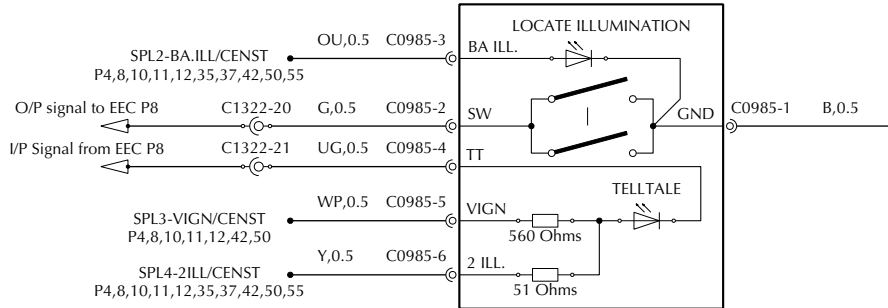 LOCATE ILLUMINATION
OU,0.5 C0985-3 BA ILL.
SPL2-BA.ILL/CENST
P4,8,10,11,12,35,37,42,50,55
O/P signal to EEC P8 C1322-20 G,0.5 C0985-2 SW GND C0985-1 B,0.5
I/P Signal from EEC P8 C1322-21 UG,0.5 C0985-4 TT
TELLTALE
WP,0.5 C0985-5 VIGN
SPL3-VIGN/CENST
P4,8,10,11,12,42,50
560 Ohms
Y,0.5 C0985-6 2 ILL.
SPL4-2ILL/CENST
P4,8,10,11,12,35,37,42,50,55
51 Ohms